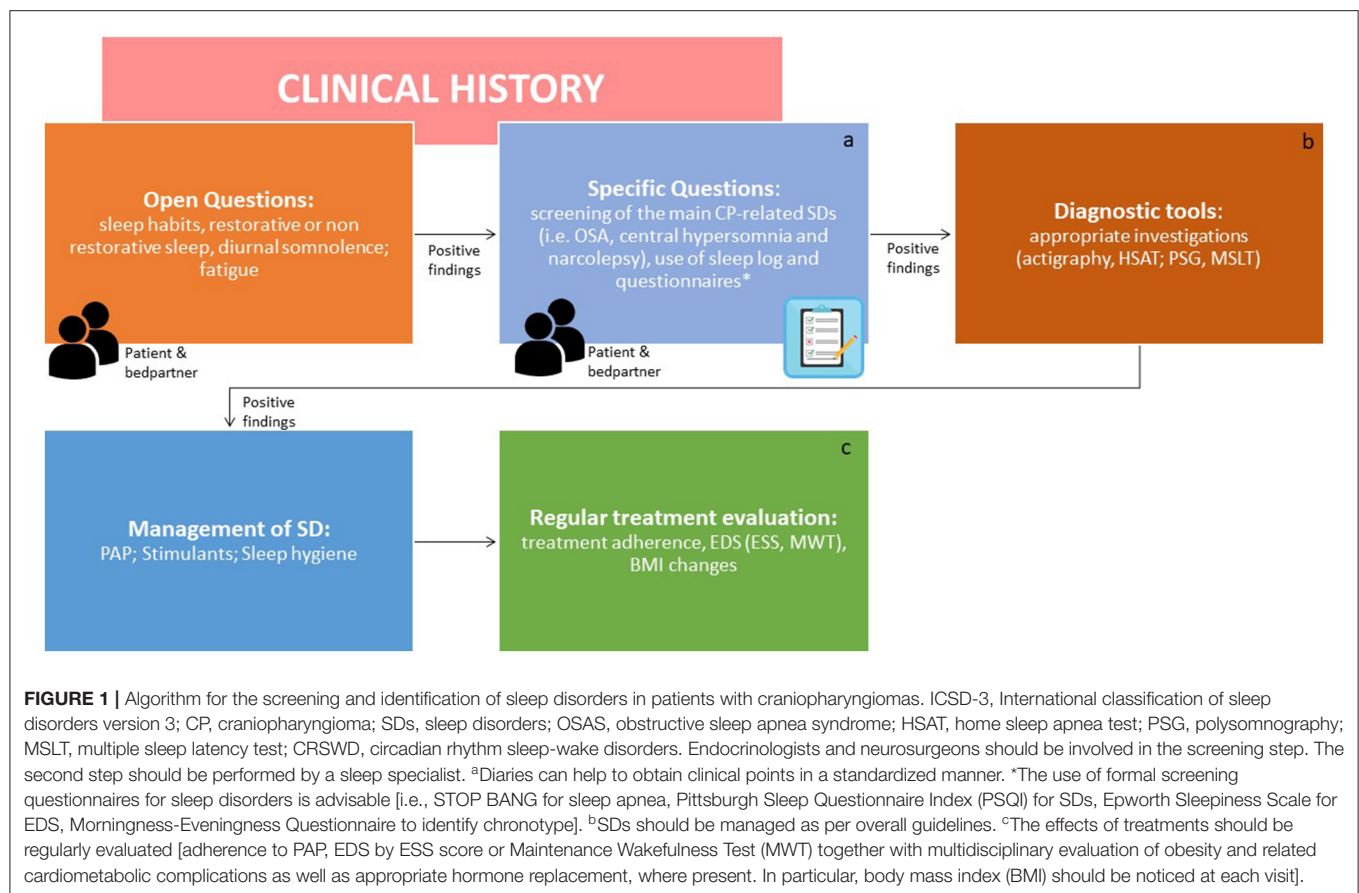 CLINICAL HISTORY
Open Questions:
sleep habits, restorative or non
restorative sleep, diurnal somnolence;
fatigue
Patient &
bedpartner
Positive
findings
a
Specific Questions:
screening of the main CP-related SDs
(i.e. OSA, central hypersomnia and
narcolepsy), use of sleep log and
questionnaires*
Patient &
bedpartner
Positive
findings
b
Diagnostic tools:
appropriate investigations
(actigraphy, HSAT; PSG, MSLT)
Positive
findings
Management of SD:
PAP; Stimulants; Sleep hygiene
c
Regular treatment evaluation:
treatment adherence, EDS (ESS, MWT),
BMI changes
FIGURE 1 | Algorithm for the screening and identification of sleep disorders in patients with craniopharyngiomas. ICSD-3, International classification of sleep
disorders version 3; CP, craniopharyngioma; SDs, sleep disorders; OSAS, obstructive sleep apnea syndrome; HSAT, home sleep apnea test; PSG, polysomnography;
MSLT, multiple sleep latency test; CRSWD, circadian rhythm sleep-wake disorders. Endocrinologists and neurosurgeons should be involved in the screening step. The
second step should be performed by a sleep specialist. aDiaries can help to obtain clinical points in a standardized manner. *The use of formal screening
questionnaires for sleep disorders is advisable [i.e., STOP BANG for sleep apnea, Pittsburgh Sleep Questionnaire Index (PSQI) for SDs, Epworth Sleepiness Scale for
EDS, Morningness-Eveningness Questionnaire to identify chronotype]. bSDs should be managed as per overall guidelines. cThe effects of treatments should be
regularly evaluated [adherence to PAP, EDS by ESS score or Maintenance Wakefulness Test (MWT) together with multidisciplinary evaluation of obesity and related
cardiometabolic complications as well as appropriate hormone replacement, where present. In particular, body mass index (BMI) should be noticed at each visit].